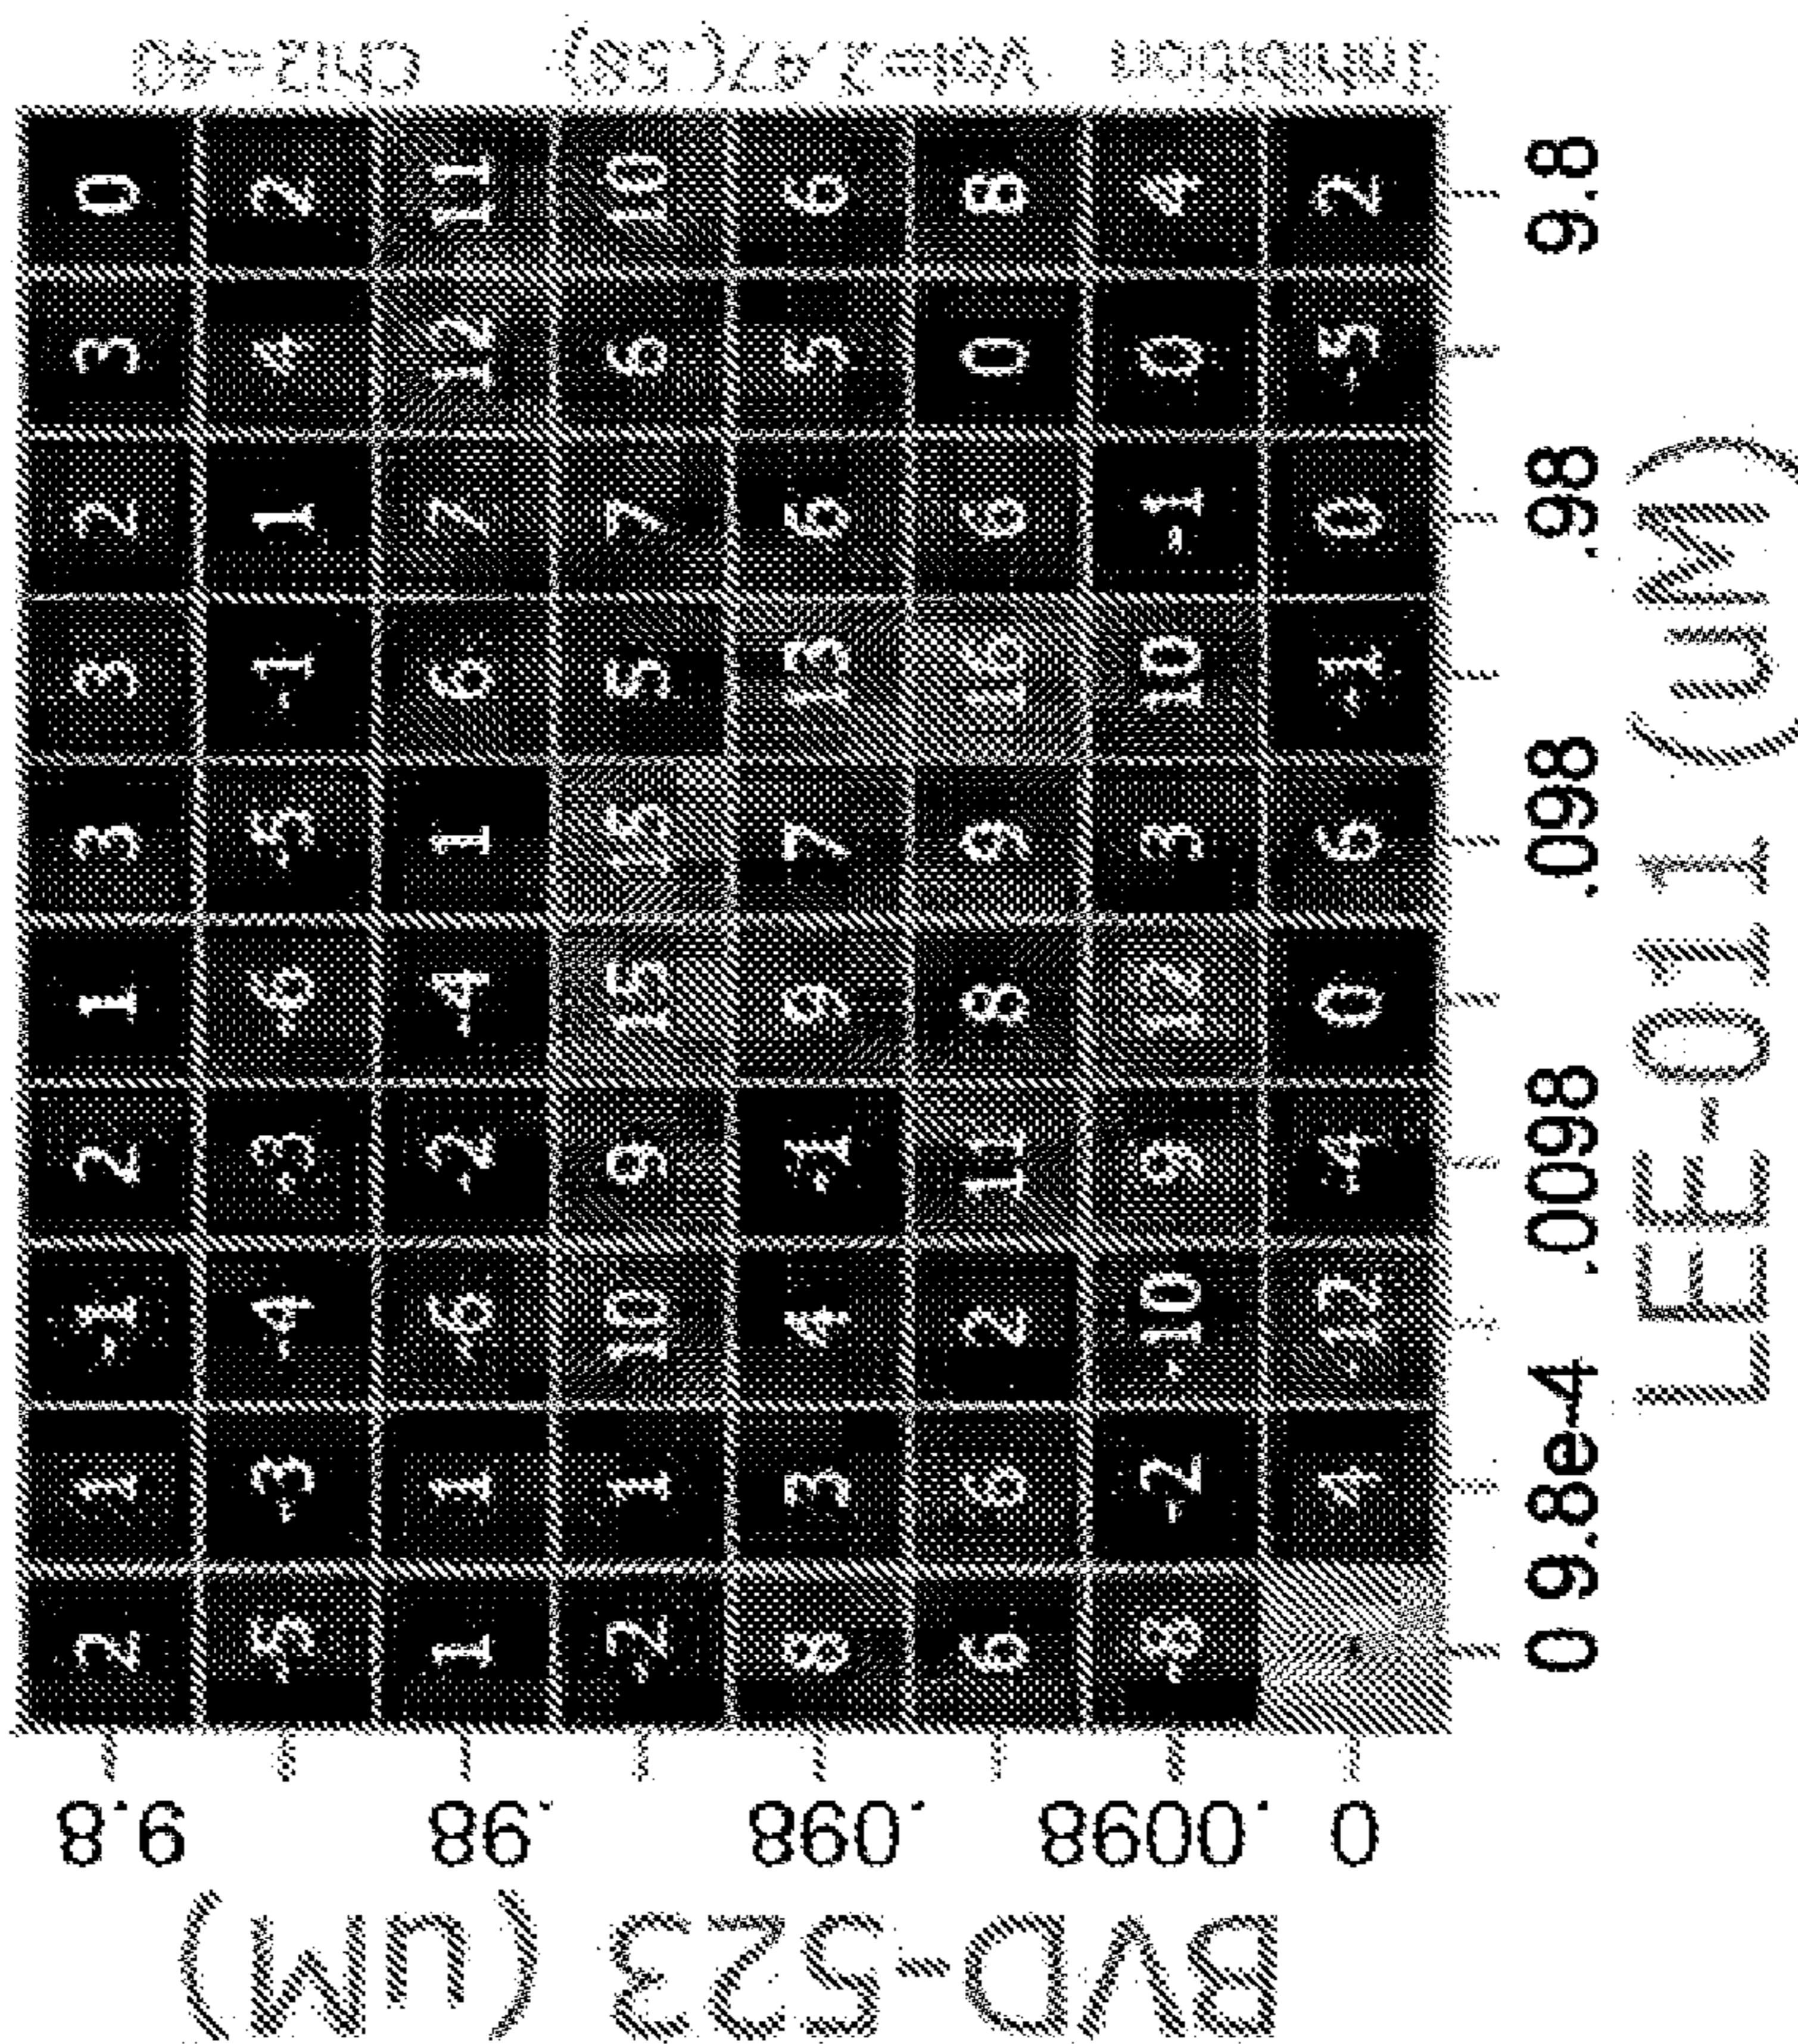 BVD-523 (uM)
9.8 2 1 -1 2 1 3 3 2 3 0
-5 -3 -4 -3 -6 -5 -1 1 4 2
.98 1 1 -6 -2 -4 1 6 7 12 11
-2 1 10 9 15 15 5 7 6 10
.098 8 3 4 -1 9 7 13 6 5 6
6 6 2 11 8 9 16 6 0 8
.0098 -8 -2 -10 9 12 3 10 -1 0 4
0 4 -12 -4 0 6 -1 0 -5 2
0 9.8e-4 .0098 .098 .98 9.8
LEE-011 (uM)
Inhibition
Chi2=40